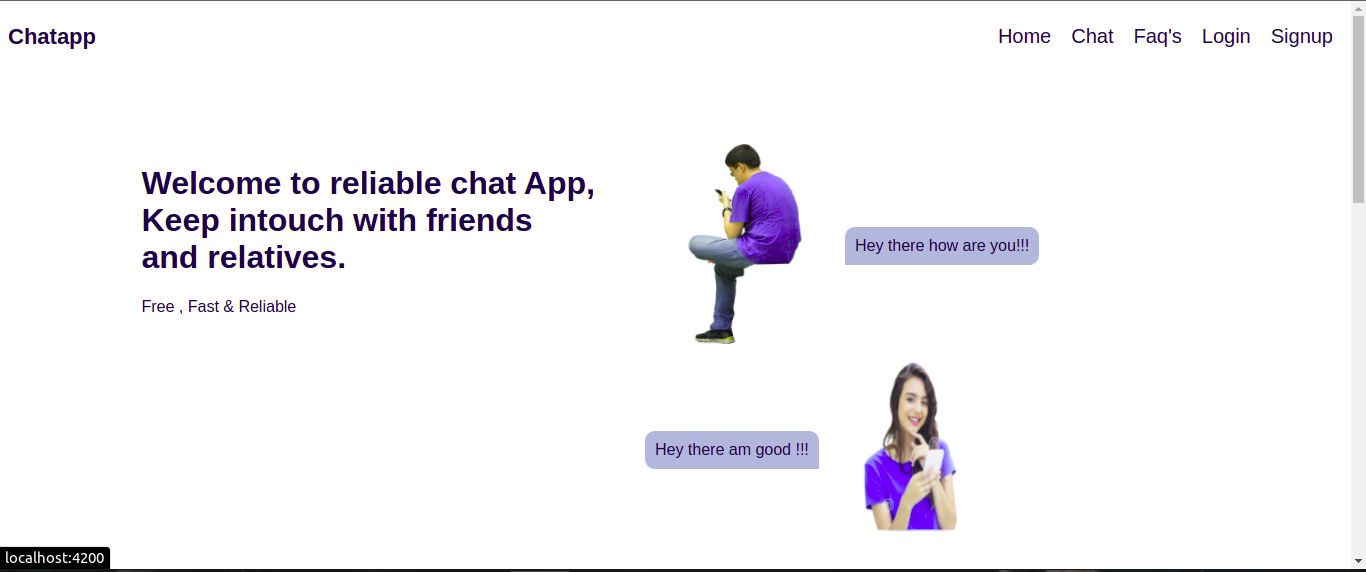 Chatapp
Home Chat Faq's Login Signup
Welcome to reliable chat App,
Keep intouch with friends
and relatives.
Free , Fast & Reliable
Hey there how are you!!!
Hey there am good !!!
localhost:4200